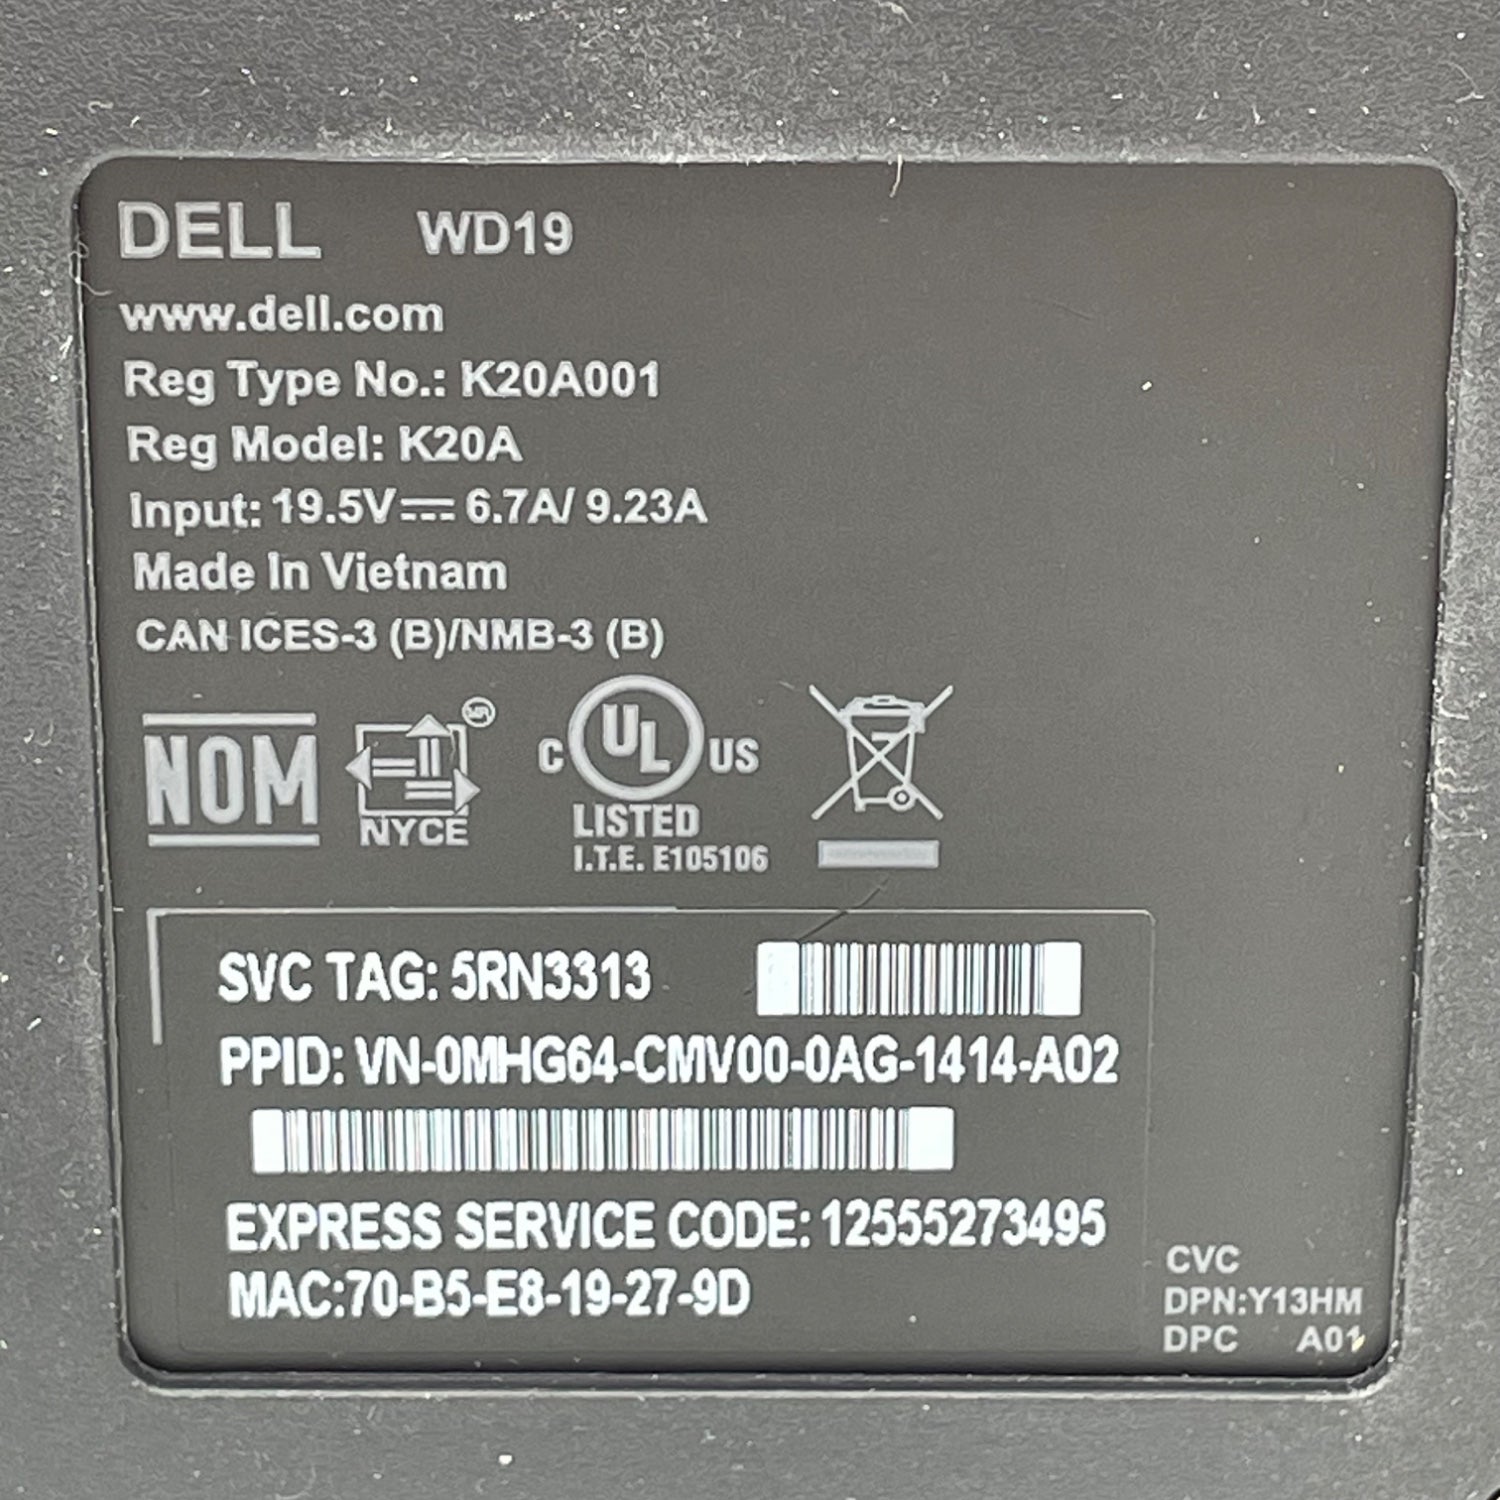 DELL WD19
www.dell.com
Reg Type No.: K20A001
Reg Model: K20A
Input: 19.5V⎓ 6.7A/ 9.23A
Made In Vietnam
CAN ICES-3 (B)/NMB-3 (B)
NOM
NYCE
C UL US
LISTED
I.T.E. E105106
SVC TAG: 5RN3313
PPID: VN-0MHG64-CMV00-0AG-1414-A02
EXPRESS SERVICE CODE: 12555273495
MAC:70-B5-E8-19-27-9D
CVC
DPN:Y13HM
DPC A01